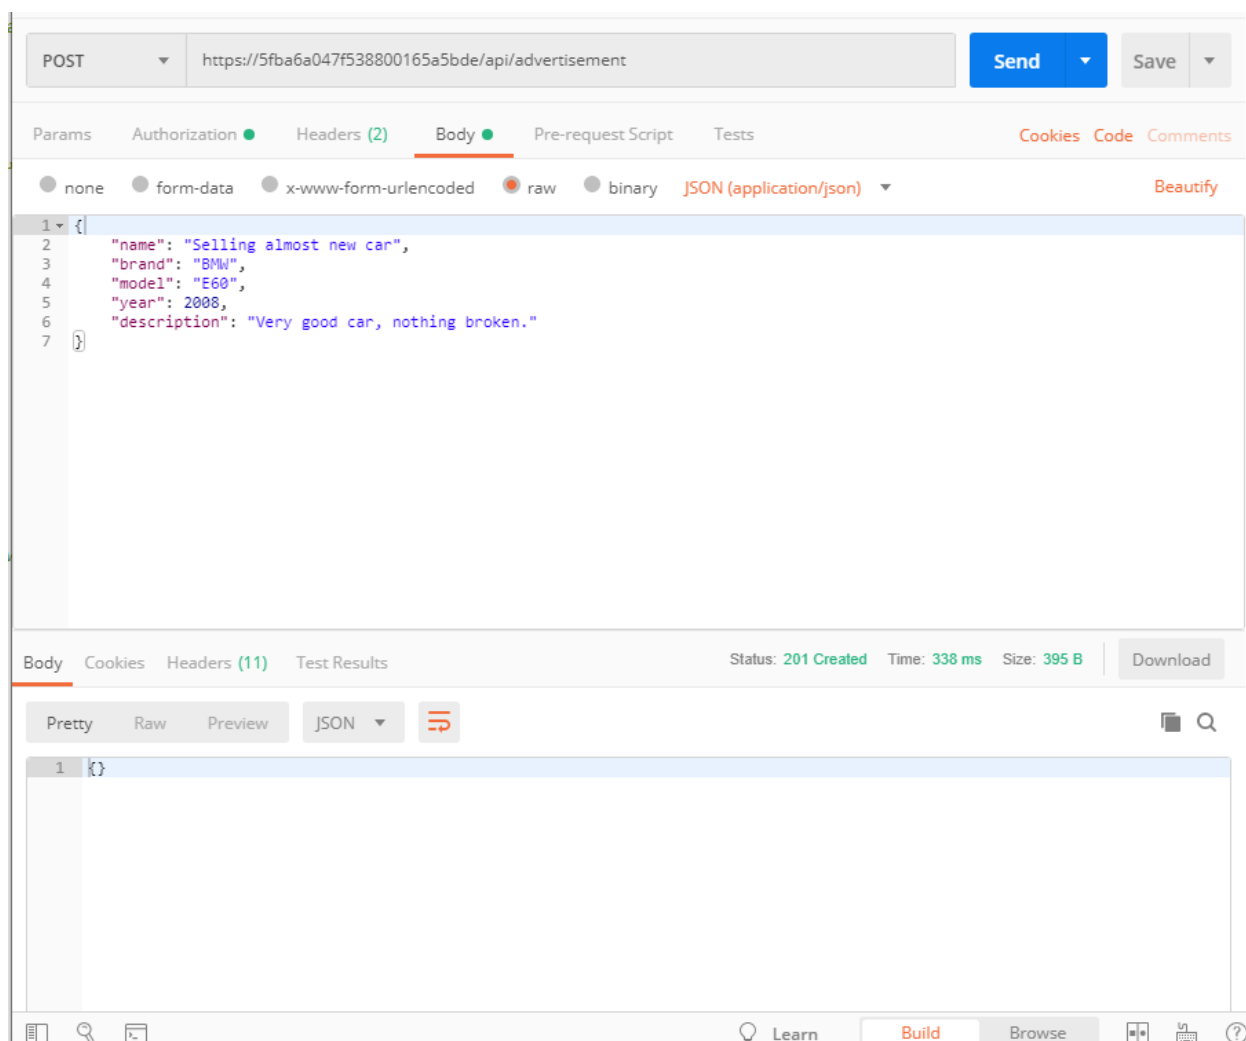 POST https://5fba6a047f538800165a5bde/api/advertisement Send Save
Params Authorization Headers (2) Body Pre-request Script Tests Cookies Code Comments
none form-data x-www-form-urlencoded raw binary JSON (application/json) Beautify
1 {
2 "name": "Selling almost new car",
3 "brand": "BMW",
4 "model": "E60",
5 "year": 2008,
6 "description": "Very good car, nothing broken."
7 }
Body Cookies Headers (11) Test Results Status: 201 Created Time: 338 ms Size: 395 B Download
Pretty Raw Preview JSON
1 {}
Learn Build Browse